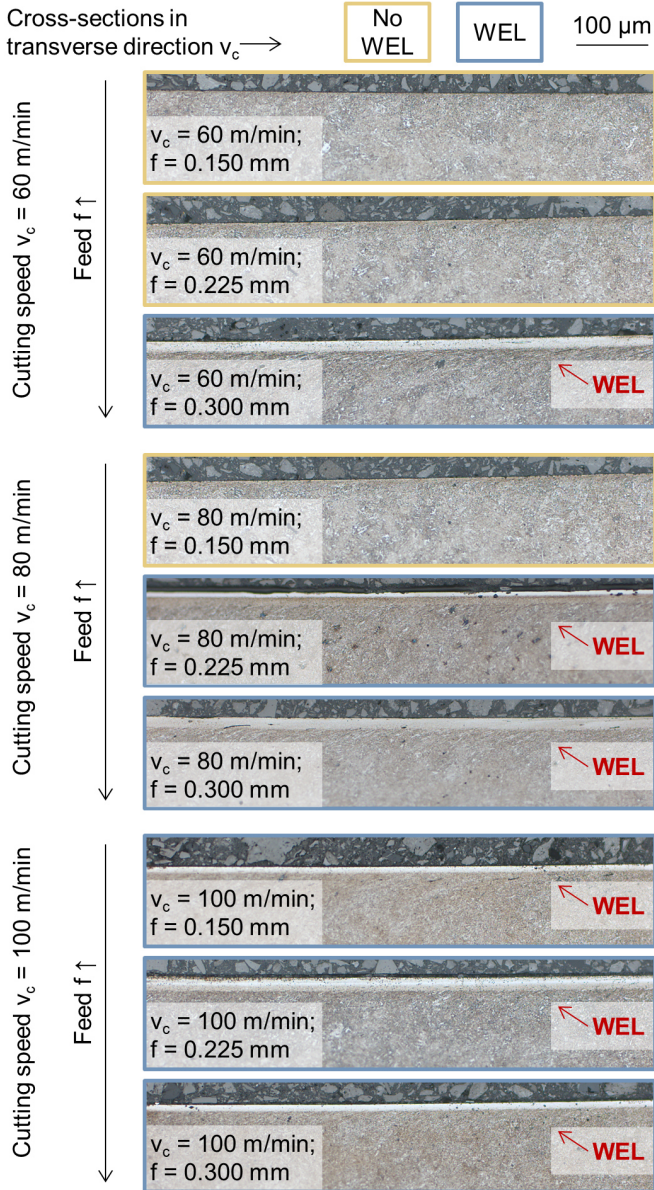 Cross-sections in
transverse direction v_c
No
WEL
WEL
100 µm
Cutting speed v_c = 60 m/min
Feed f ↑
v_c = 60 m/min;
f = 0.150 mm
v_c = 60 m/min;
f = 0.225 mm
v_c = 60 m/min;
f = 0.300 mm
WEL
Cutting speed v_c = 80 m/min
Feed f ↑
v_c = 80 m/min;
f = 0.150 mm
v_c = 80 m/min;
f = 0.225 mm
WEL
v_c = 80 m/min;
f = 0.300 mm
WEL
Cutting speed v_c = 100 m/min
Feed f ↑
v_c = 100 m/min;
f = 0.150 mm
WEL
v_c = 100 m/min;
f = 0.225 mm
WEL
v_c = 100 m/min;
f = 0.300 mm
WEL